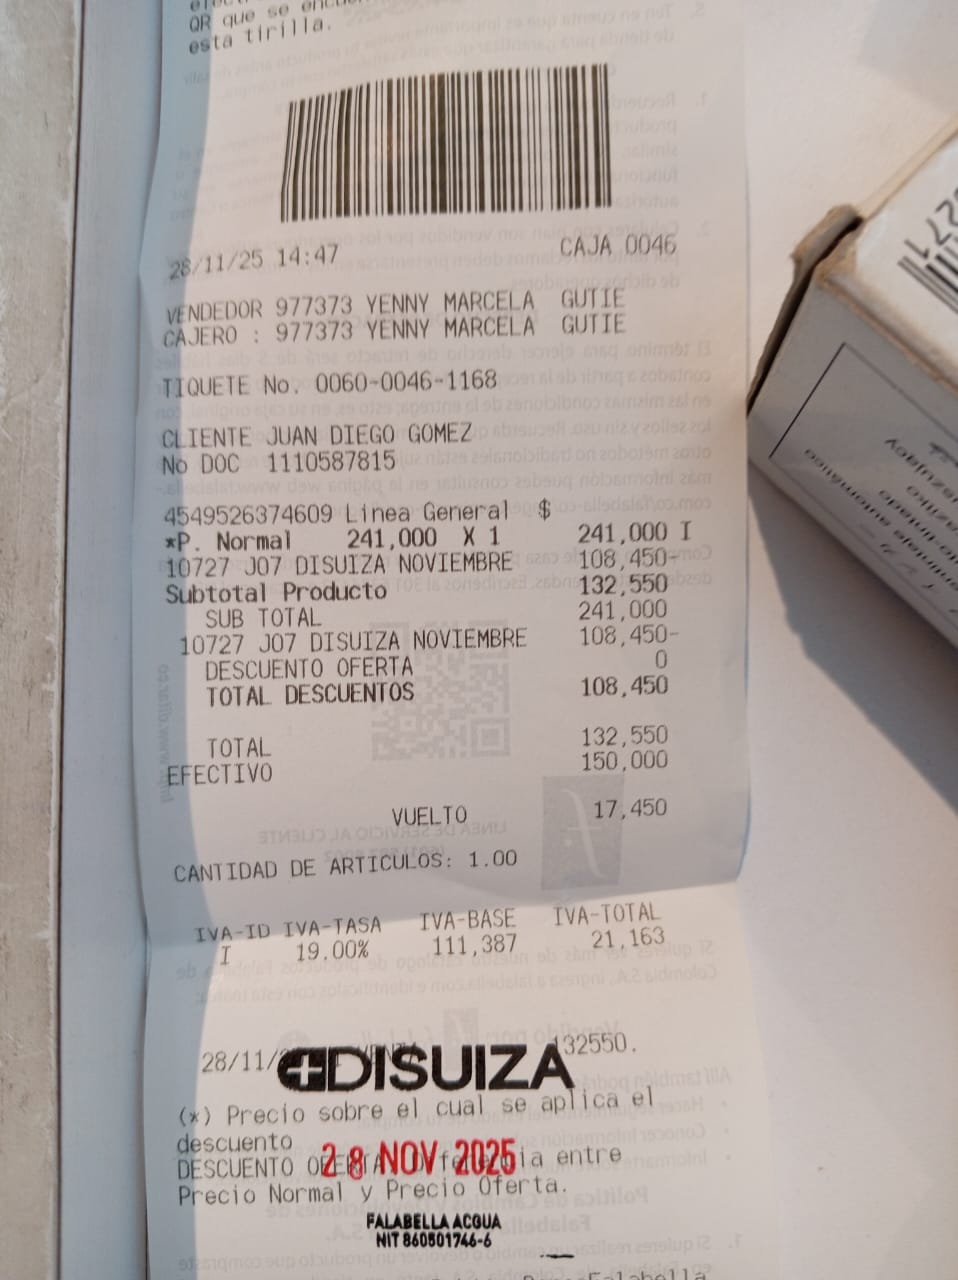 QR que se
esta tirilla.
28/11/25 14:47 CAJA 0046
VENDEDOR 977373 YENNY MARCELA GUTIE
CAJERO : 977373 YENNY MARCELA GUTIE
TIQUETE No. 0060-0046-1168
CLIENTE JUAN DIEGO GOMEZ
No DOC 1110587815
4549526374609 Linea General $
*P. Normal 241,000 X 1 241,000 I
10727 J07 DISUIZA NOVIEMBRE 108,450-
Subtotal Producto 132,550
SUB TOTAL 241,000
10727 J07 DISUIZA NOVIEMBRE 108,450-
DESCUENTO OFERTA 0
TOTAL DESCUENTOS 108,450
TOTAL 132,550
EFECTIVO 150,000
VUELTO 17,450
CANTIDAD DE ARTICULOS: 1.00
IVA-ID IVA-TASA IVA-BASE IVA-TOTAL
I 19.00% 111,387 21,163
28/11/ 132550.
DISUIZA
(*) Precio sobre el cual se aplica el
descuento
28 NOV 2025
DESCUENTO entre
Precio Normal y Precio Oferta.
FALABELLA ACQUA
NIT 860501746-6